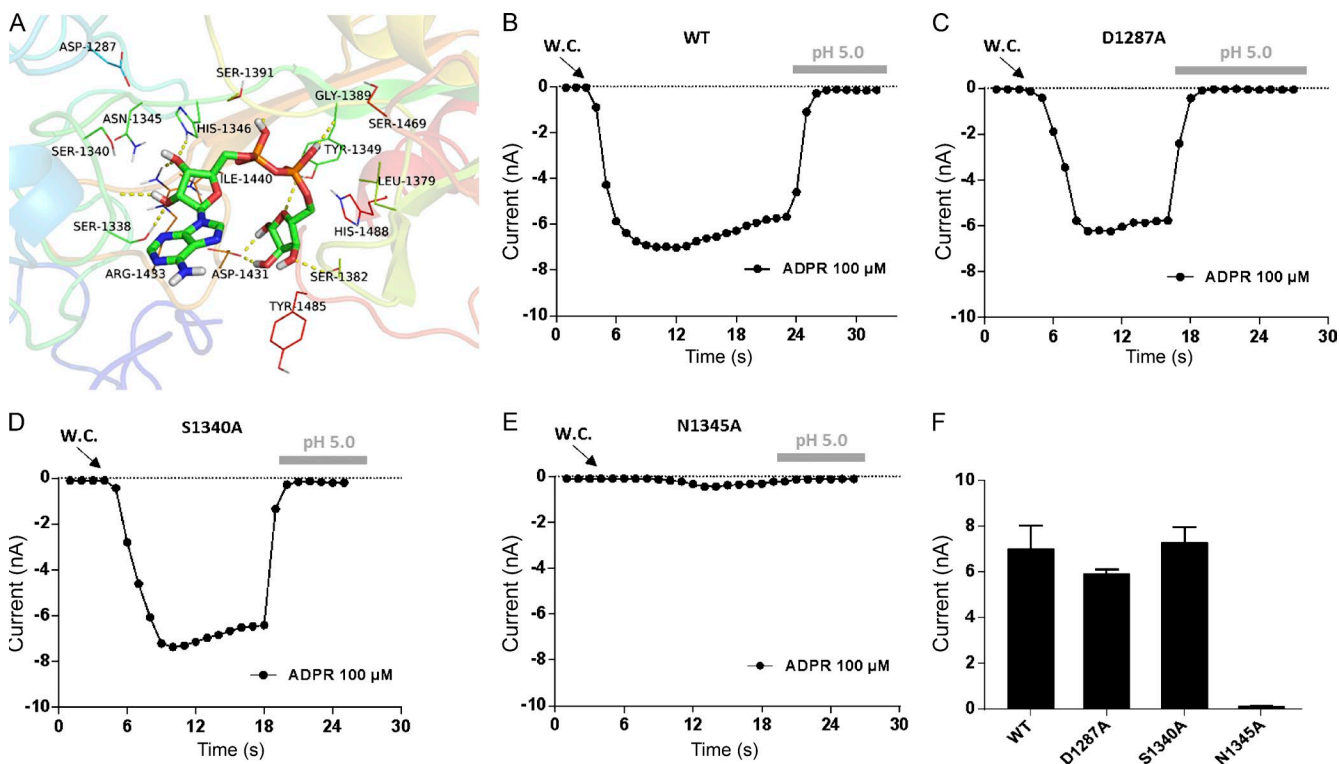 A
ASP-1287
SER-1391
GLY-1389
ASN-1345
HIS-1346
SER-1469
SER-1340
TYR-1349
ILE-1440
LEU-1379
SER-1338
HIS-1488
ARG-1433
ASP-1431
SER-1382
TYR-1485
B
WT
W.C.
pH 5.0
0
-2
-4
-6
-8
-10
Current (nA)
ADPR 100 µM
0 6 12 18 24 30 36
Time (s)
C
D1287A
W.C.
pH 5.0
0
-2
-4
-6
-8
-10
Current (nA)
ADPR 100 µM
0 6 12 18 24 30
Time (s)
D
S1340A
W.C.
pH 5.0
0
-2
-4
-6
-8
-10
Current (nA)
ADPR 100 µM
0 6 12 18 24 30
Time (s)
E
N1345A
W.C.
pH 5.0
0
-2
-4
-6
-8
-10
Current (nA)
ADPR 100 µM
0 6 12 18 24 30
Time (s)
F
10
8
6
4
2
0
Current (nA)
WT D1287A S1340A N1345A